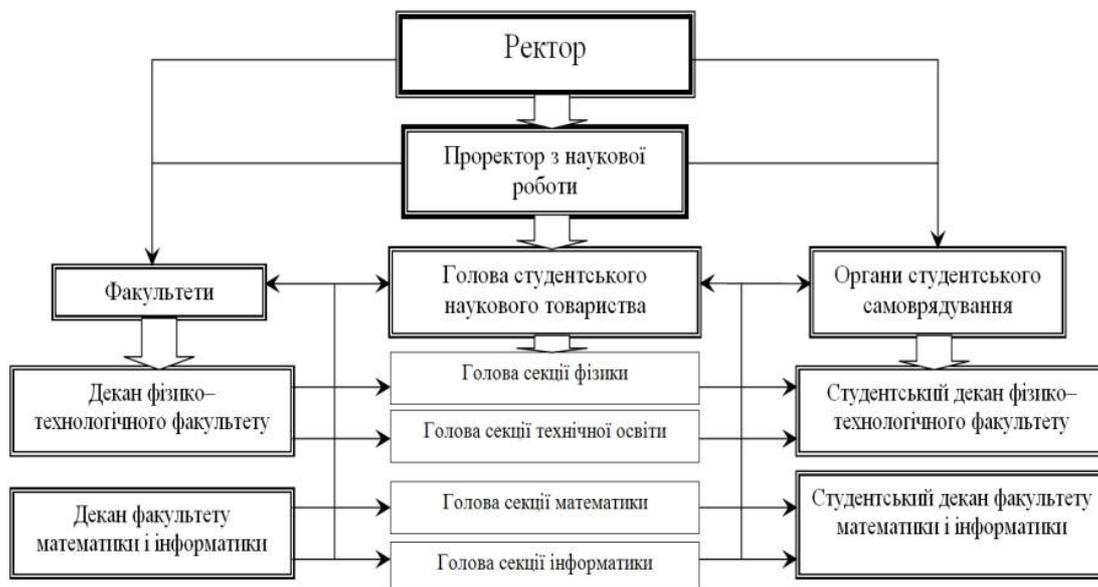 Ректор
Проректор з наукової
роботи
Факультети
Голова студентського
наукового товариства
Органи студентського
самоврядування
Декан фізико–
технологічного факультету
Голова секції фізики
Голова секції технічної освіти
Студентський декан фізико–
технологічного факультету
Декан факультету
математики і інформатики
Голова секції математики
Голова секції інформатики
Студентський декан факультету
математики і інформатики